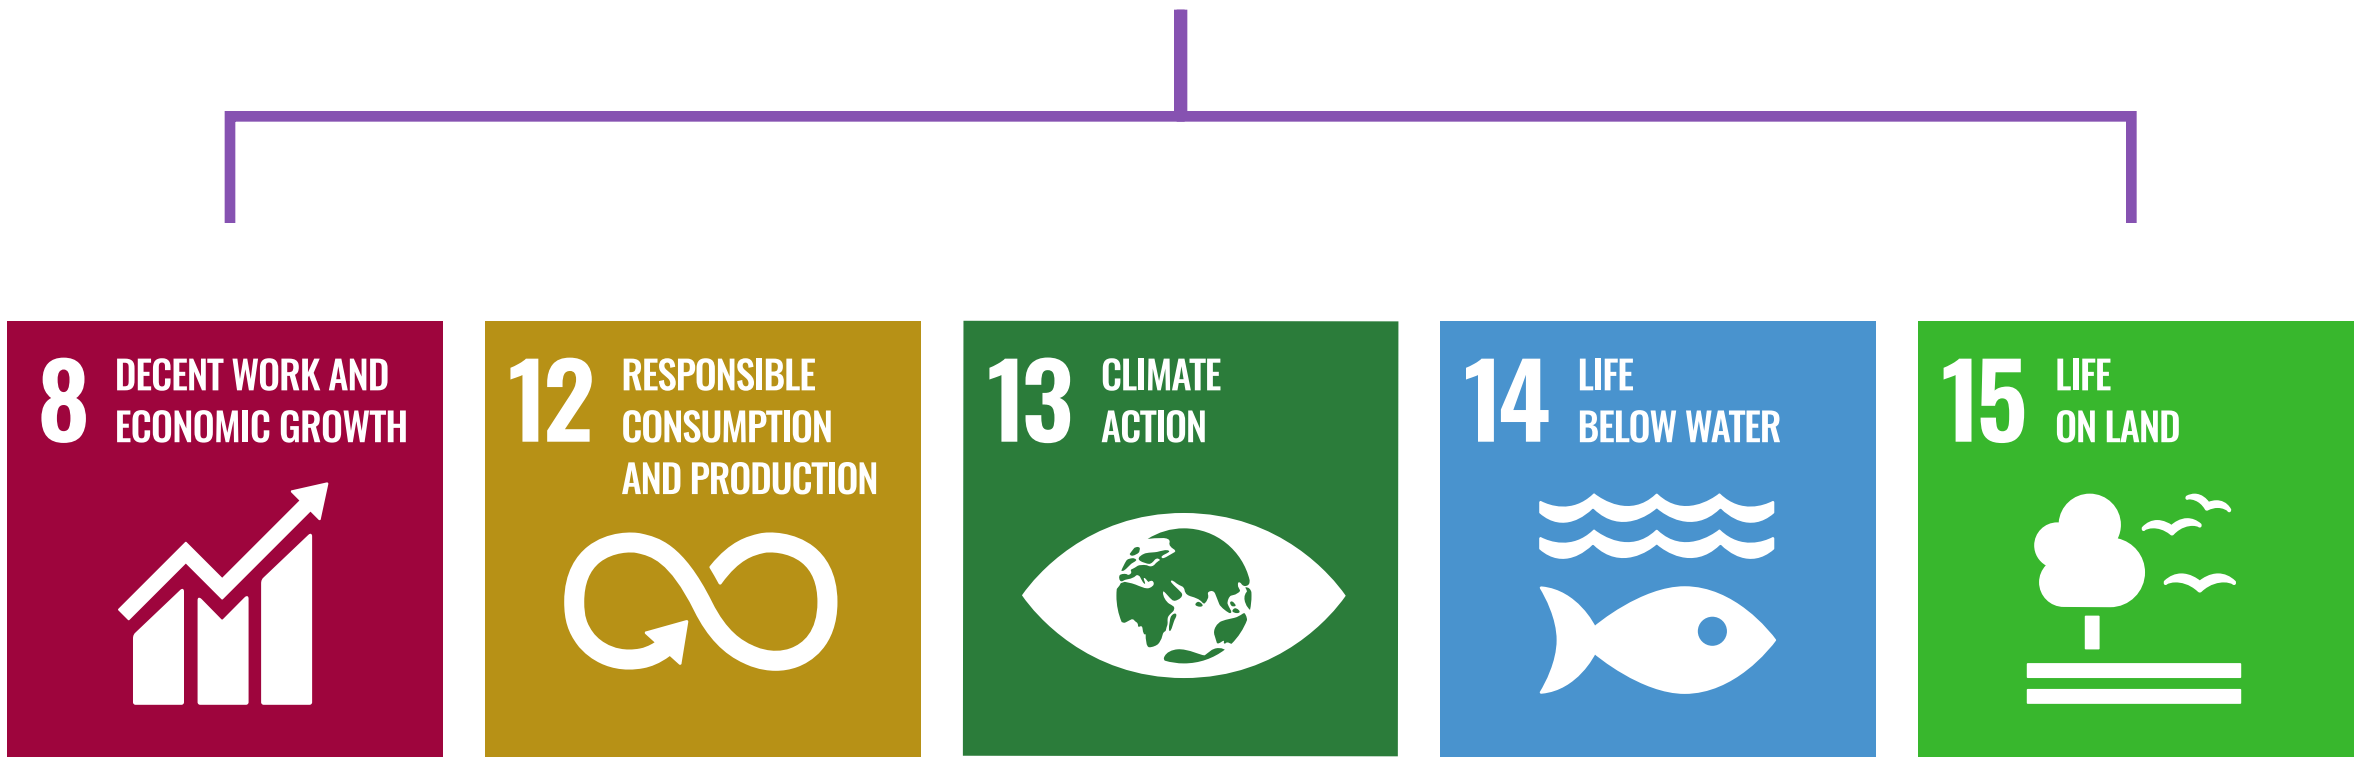 8
DECENT WORK AND
ECONOMIC GROWTH
12
RESPONSIBLE
CONSUMPTION
AND PRODUCTION
13
CLIMATE
ACTION
14
LIFE
BELOW WATER
15
LIFE
ON LAND